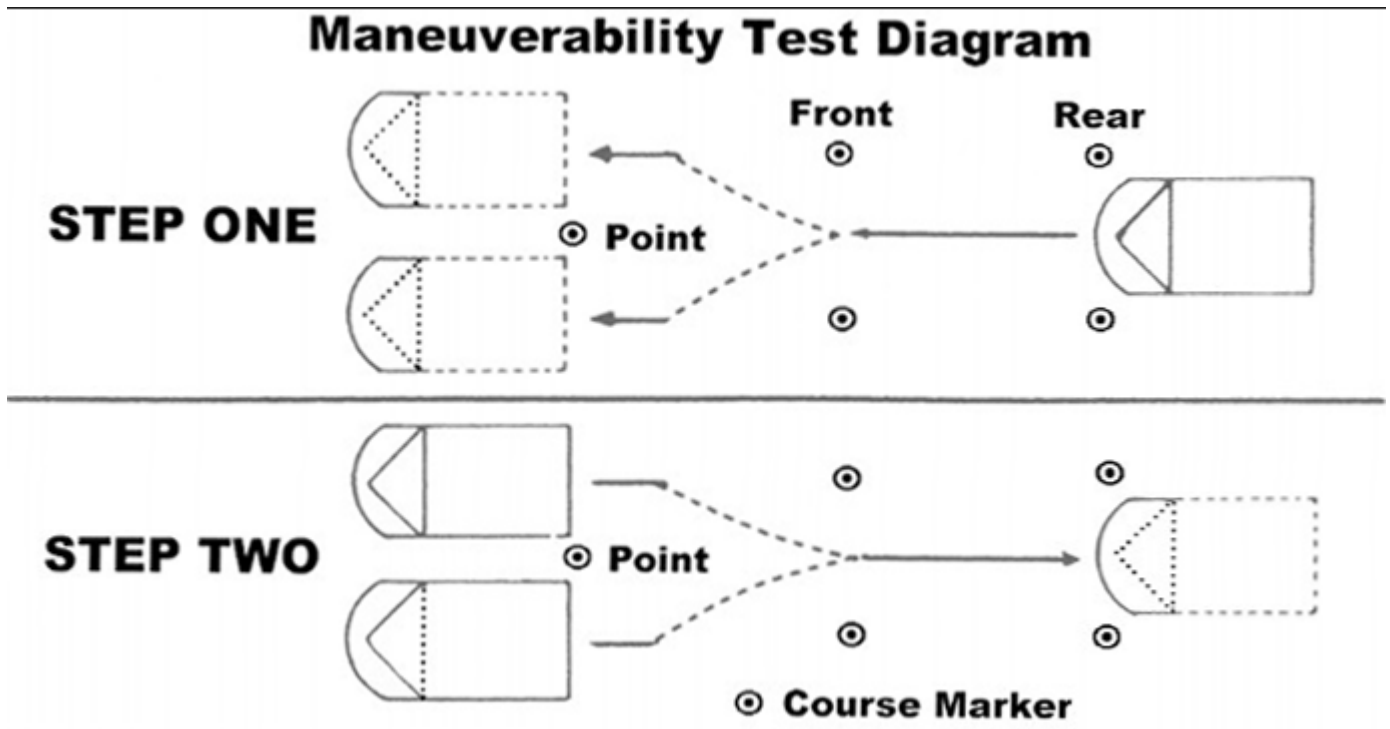 Maneuverability Test Diagram
Front
Rear
STEP ONE
Point
STEP TWO
Point
Course Marker